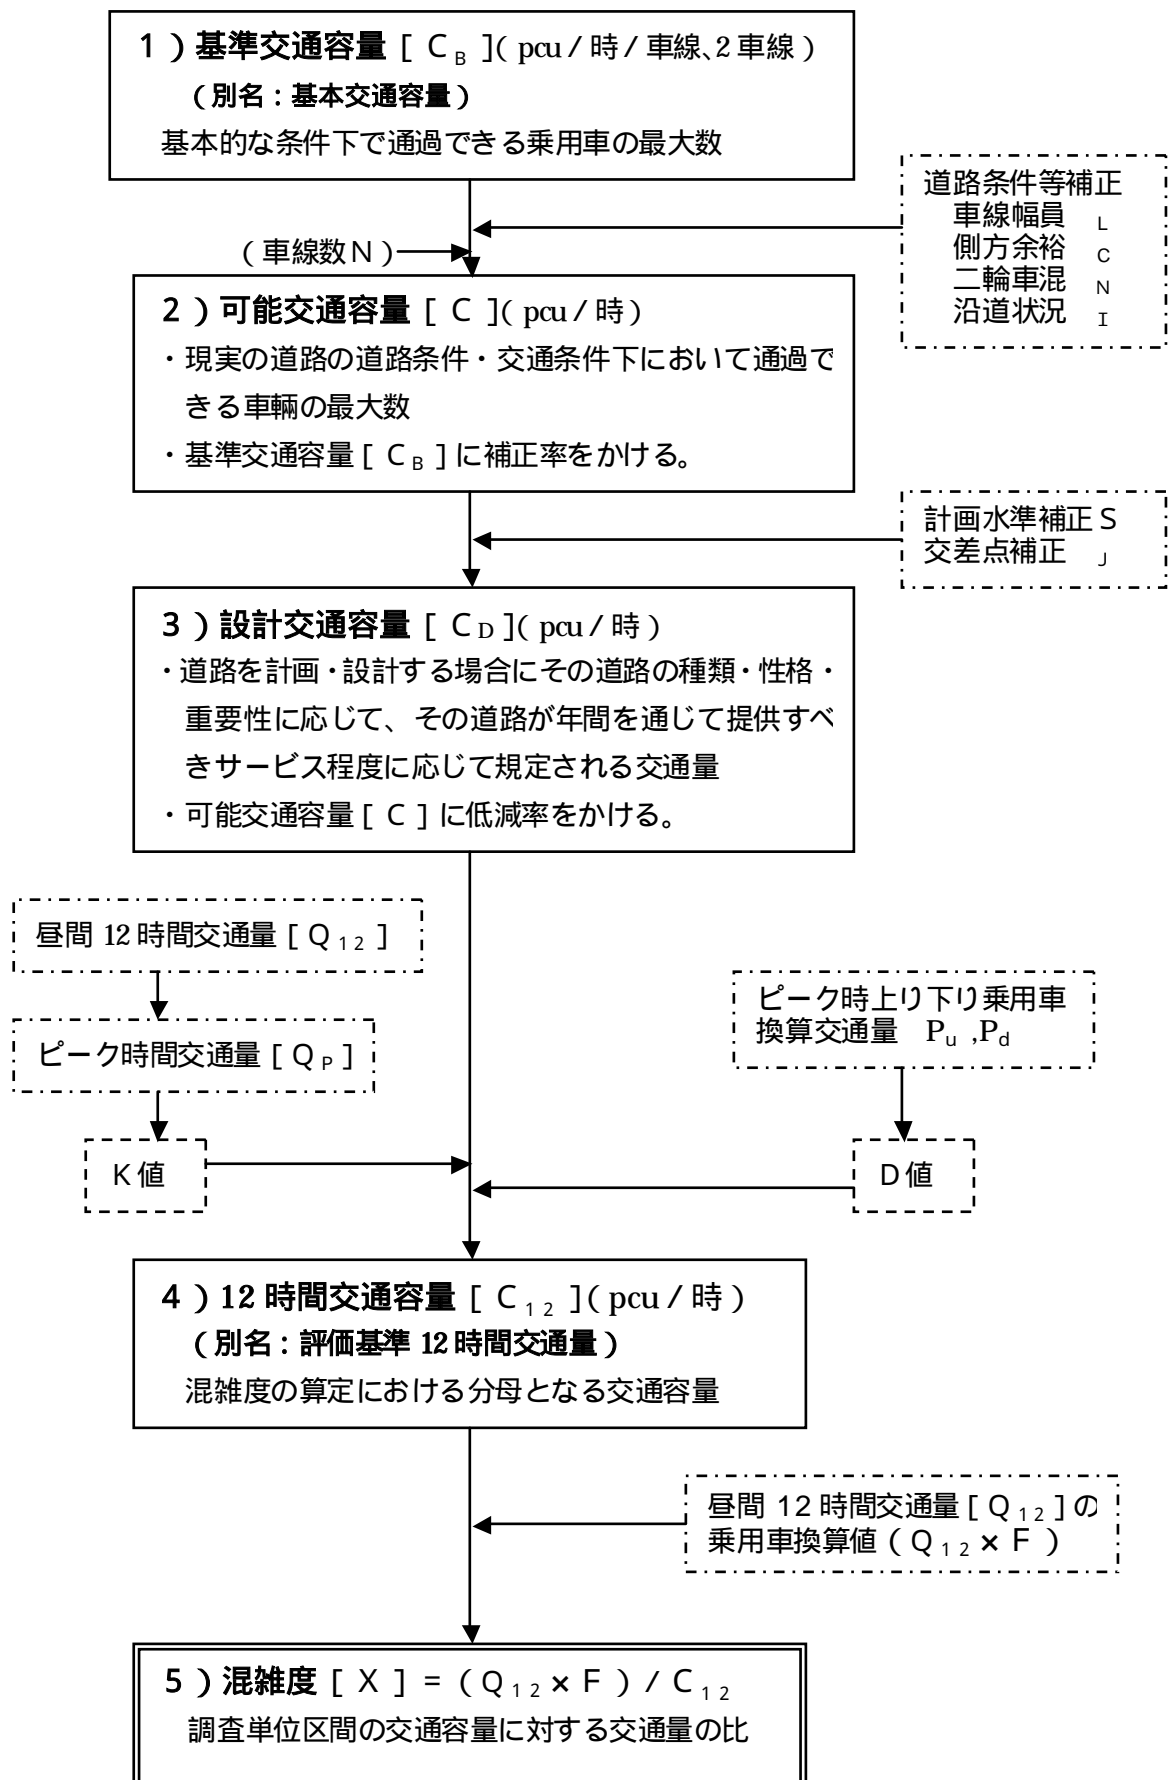 1）基準交通容量［ＣB］（pcu／時／車線、2車線）
（別名：基本交通容量）
基本的な条件下で通過できる乗用車の最大数
道路条件等補正
車線幅員　L
側方余裕　C
二輪車混　N
沿道状況　I
（車線数N）
2）可能交通容量［Ｃ］（pcu／時）
・現実の道路の道路条件・交通条件下において通過で
きる車輛の最大数
・基準交通容量［ＣB］に補正率をかける。
計画水準補正S
交差点補正　J
3）設計交通容量［ＣD］（pcu／時）
・道路を計画・設計する場合にその道路の種類・性格・
重要性に応じて、その道路が年間を通じて提供すべ
きサービス程度に応じて規定される交通量
・可能交通容量［Ｃ］に低減率をかける。
昼間12時間交通量［Ｑ12］
ピーク時上り下り乗用車
換算交通量　Pu ,Pd
ピーク時間交通量［ＱP］
K値
D値
4）12時間交通容量［Ｃ12］（pcu／時）
（別名：評価基準12時間交通量）
混雑度の算定における分母となる交通容量
昼間12時間交通量［Ｑ12］の
乗用車換算値（Ｑ12×Ｆ）
5）混雑度［Ｘ］＝（Ｑ12×Ｆ）／Ｃ12
調査単位区間の交通容量に対する交通量の比